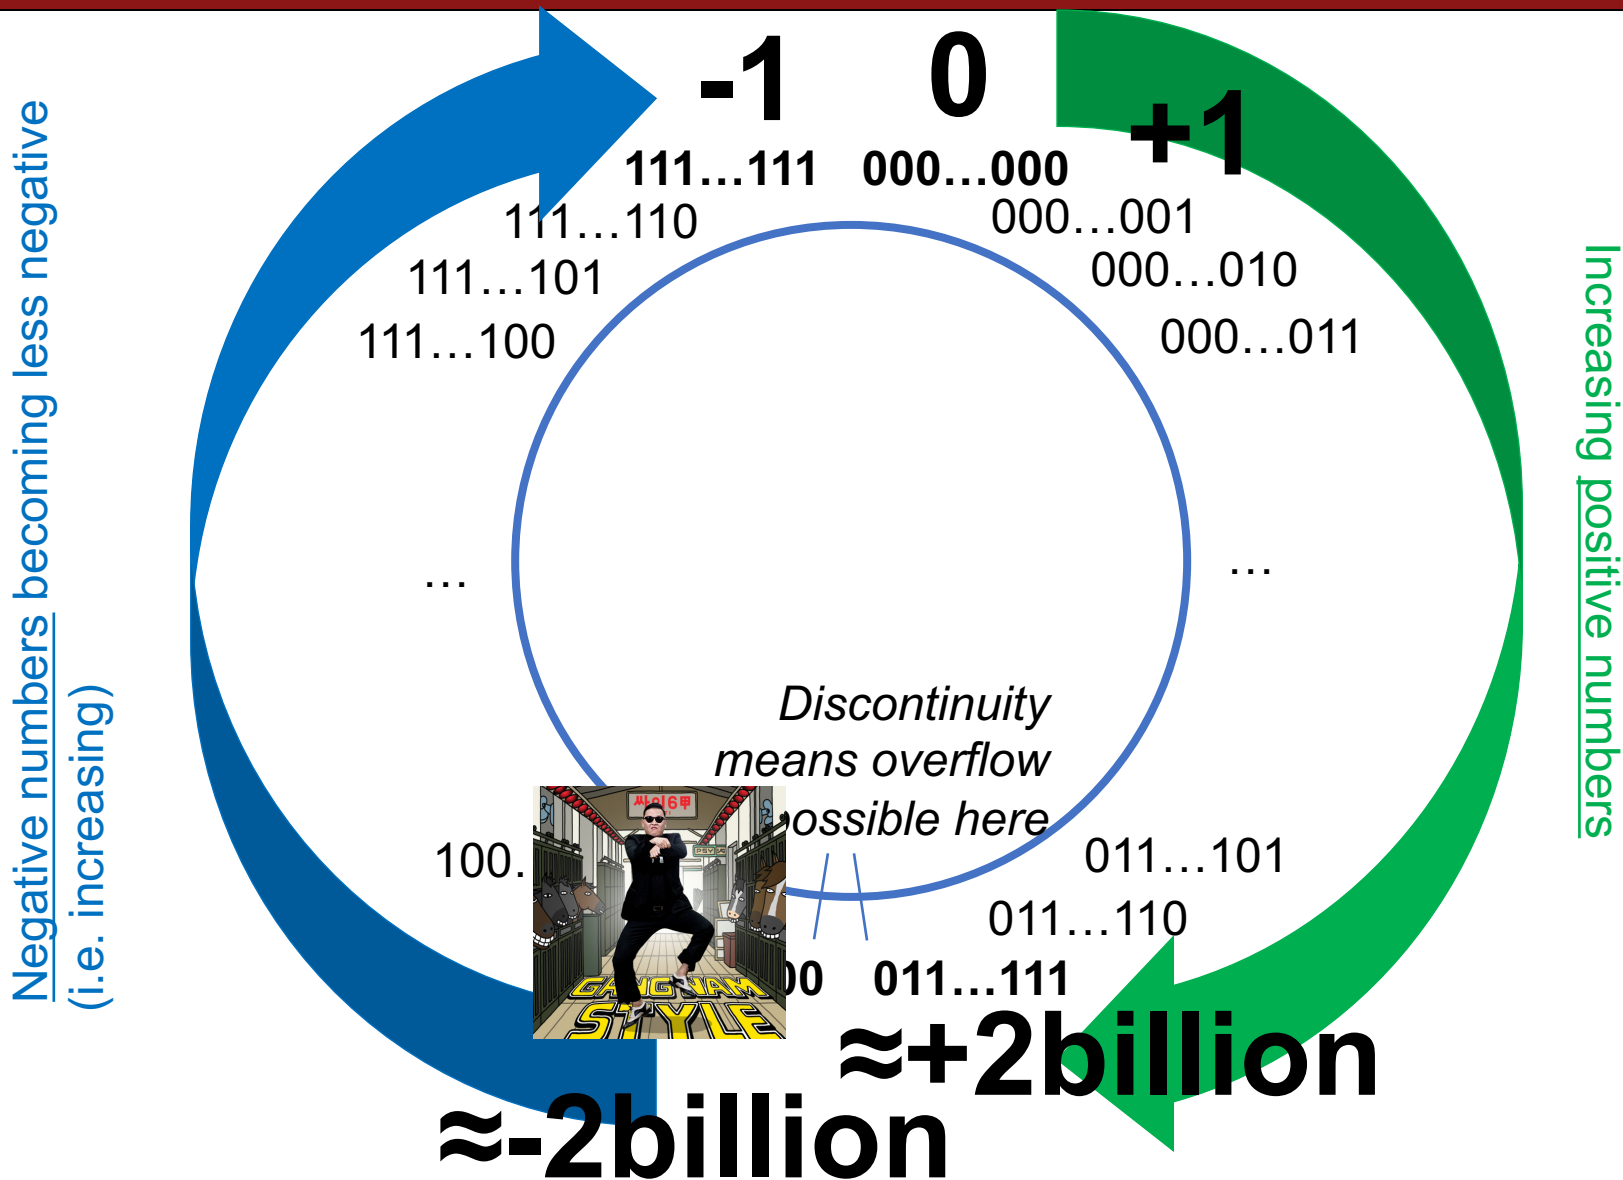 -1 0
+1
111…111 000…000
111…110 000…001
111…101 000…010
111…100 000…011
Negative numbers becoming less negative
(i.e. increasing)
Increasing positive numbers
… …
Discontinuity
means overflow
ossible here
싸이6甲
PSY
100. 011…101
011…110
00 011…111
GANGNAM
STYLE
≈+2billion
≈-2billion